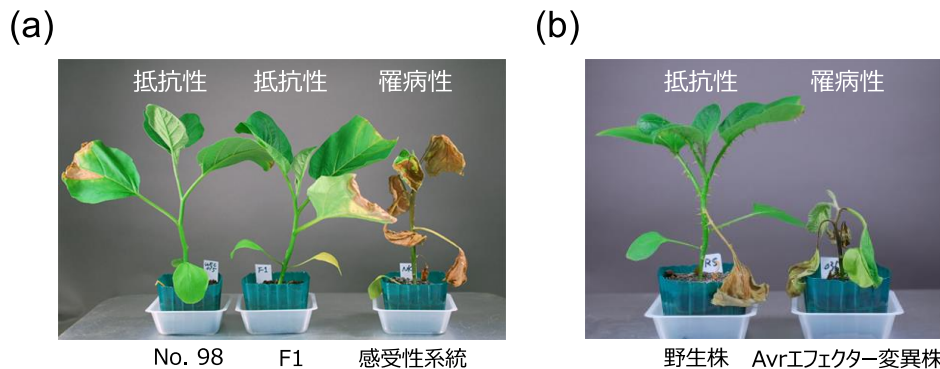 (a)
(b)
抵抗性 抵抗性 罹病性
抵抗性 罹病性
F1
RS
No. 98 F1 感受性系統
野生株 Avrエフェクター変異株